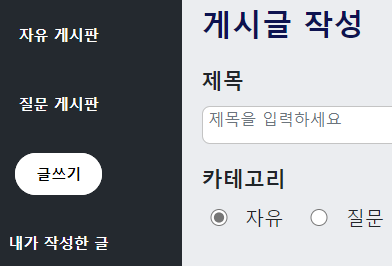 자유 게시판
질문 게시판
글쓰기
내가 작성한 글
게시글 작성
제목
제목을 입력하세요
카테고리
자유 질문